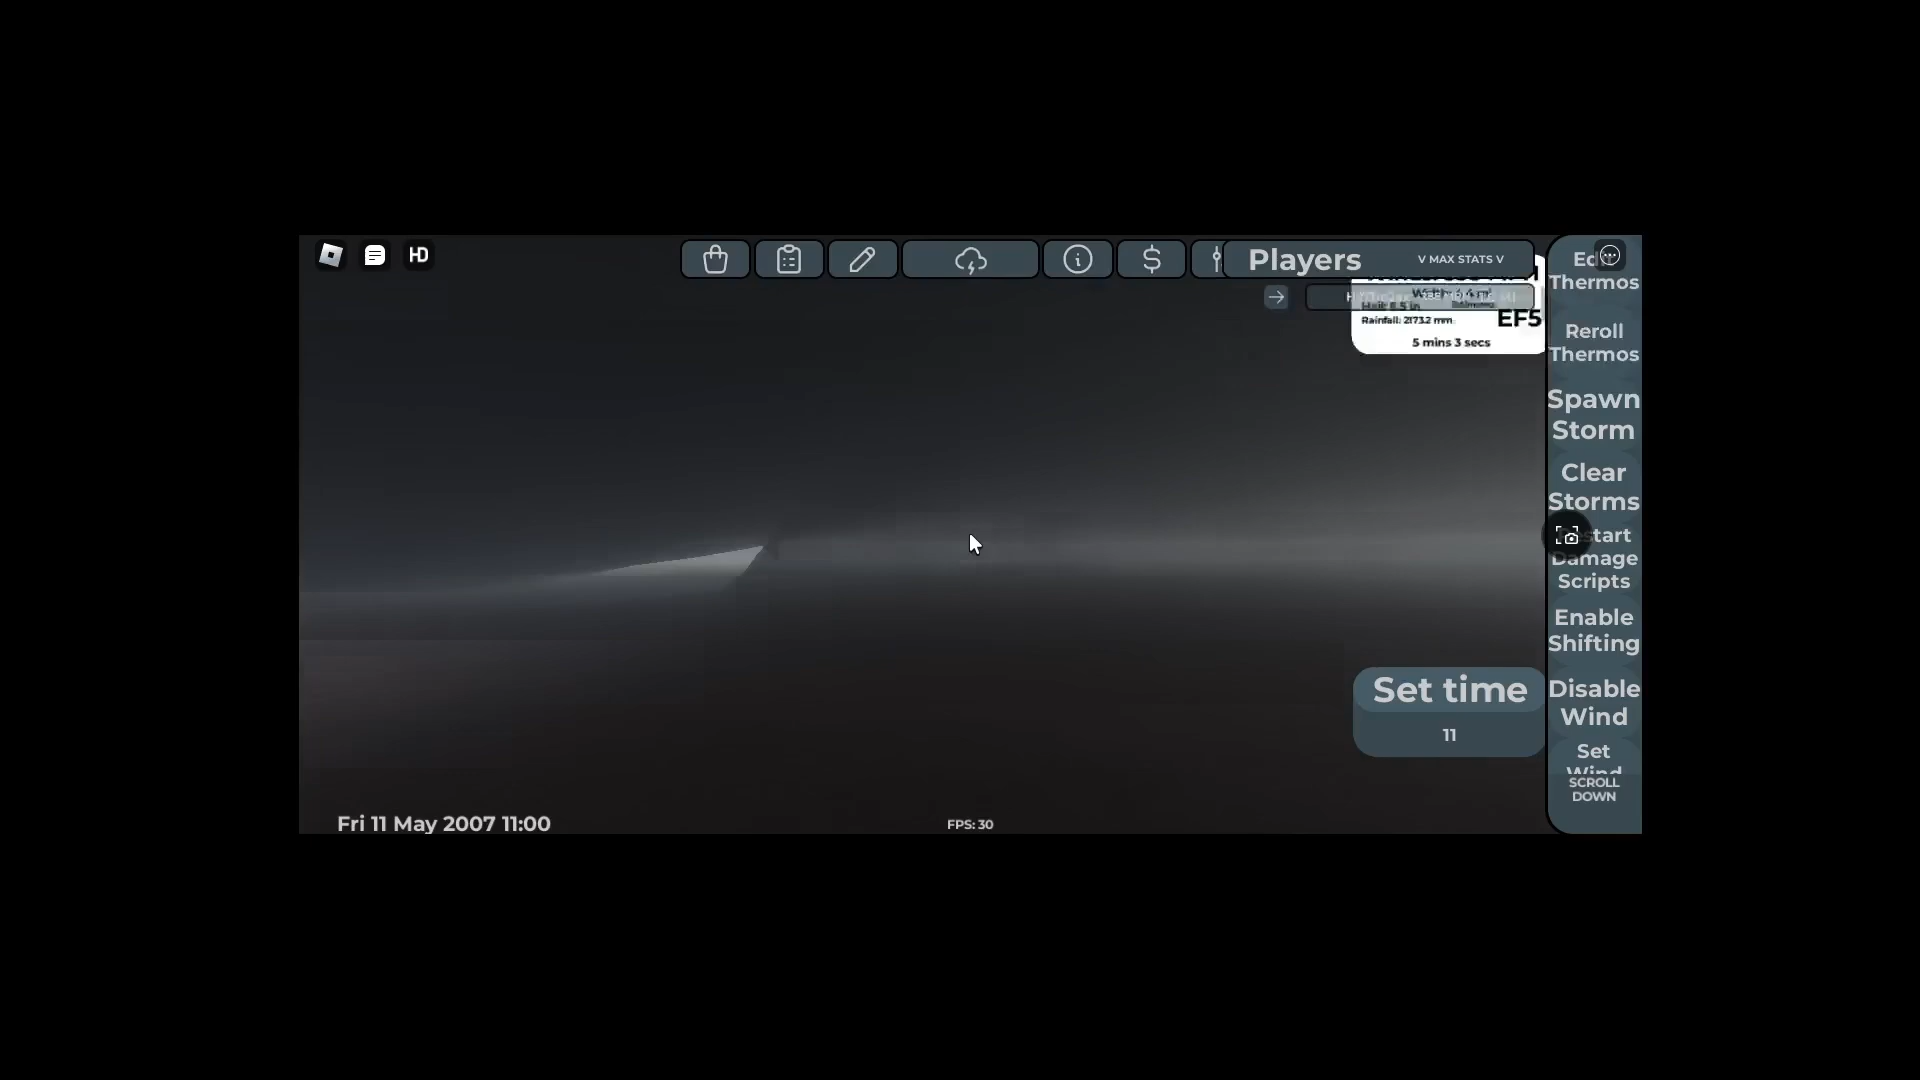 HD
Players
V MAX STATS V
Thermos
EF5
Rainfall: 2173.2 mm
5 mins 3 secs
Reroll
Thermos
Spawn
Storm
Clear
Storms
Damage
Scripts
Enable
Shifting
Set time
11
Disable
Wind
Set
Wind
SCROLL
DOWN
Fri 11 May 2007 11:00
FPS: 30